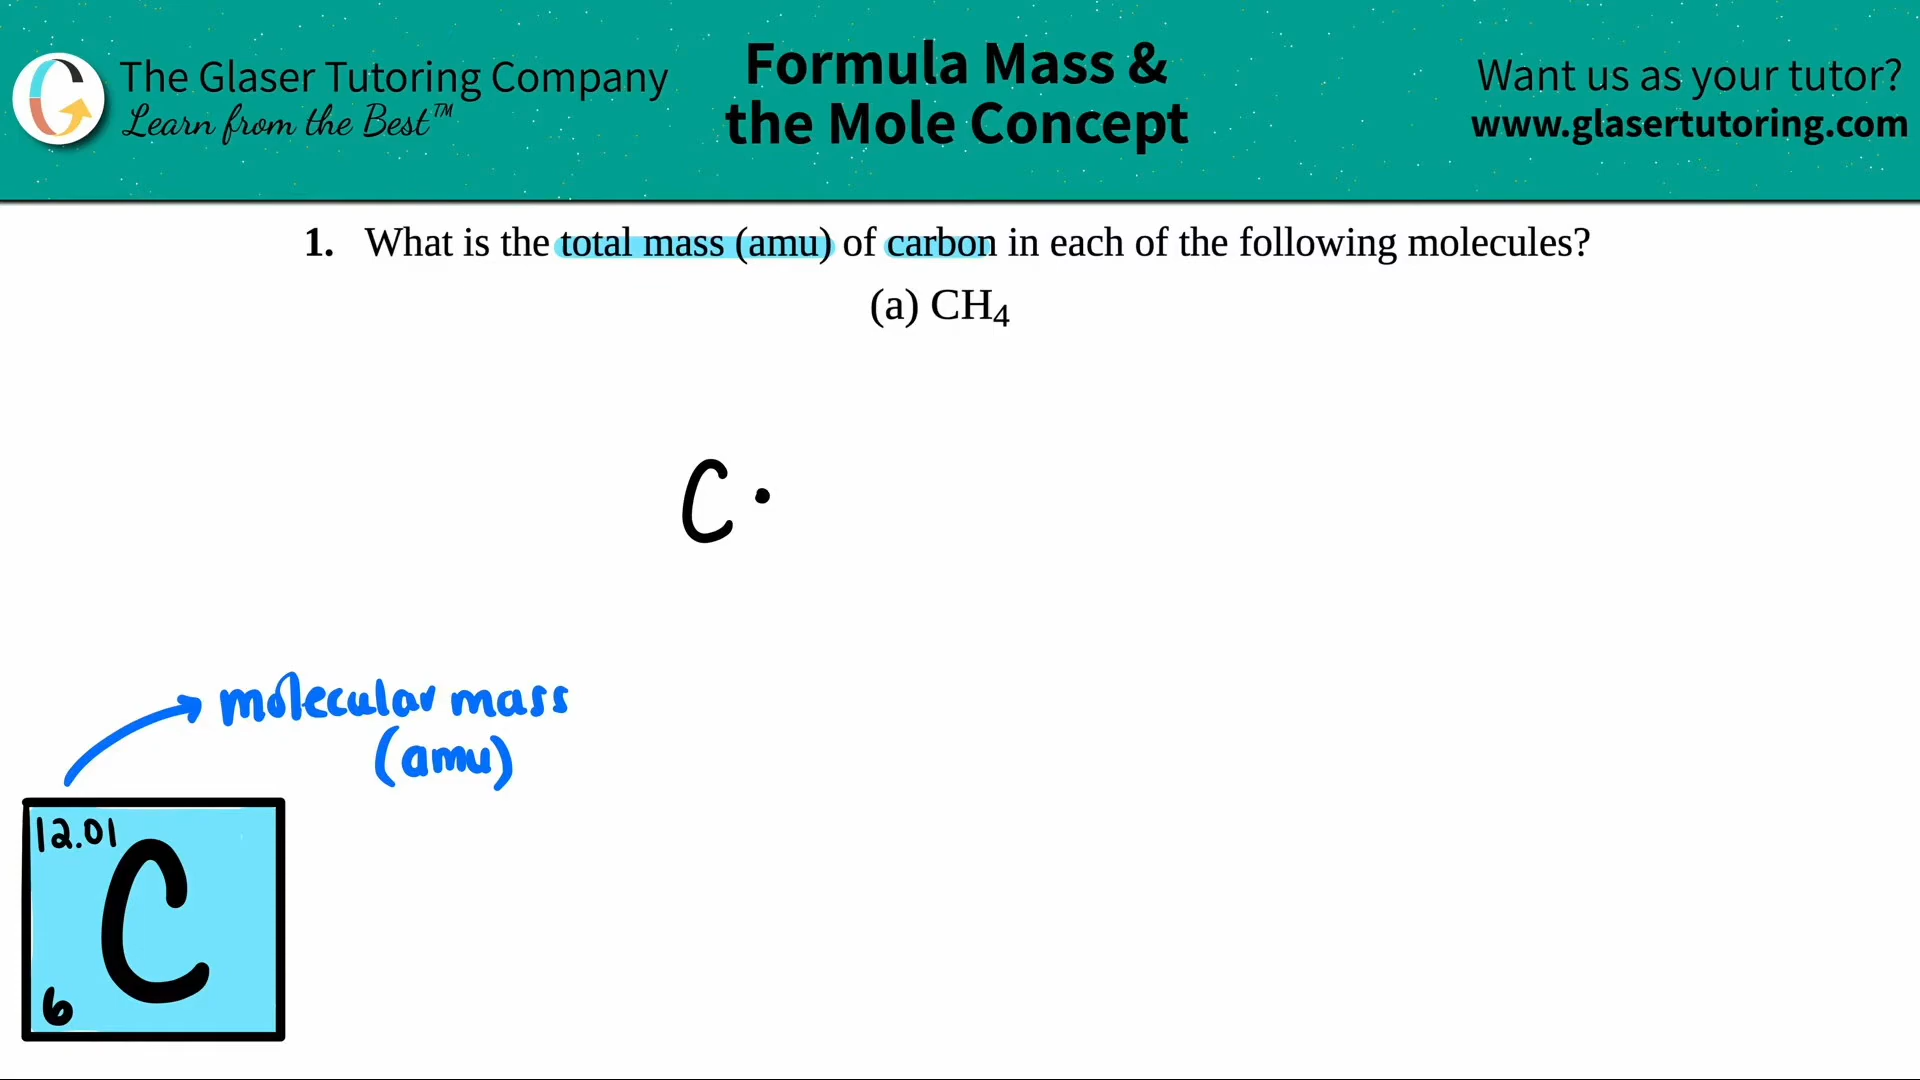 The Glaser Tutoring Company
Learn from the Best™
Formula Mass &
the Mole Concept
Want us as your tutor?
www.glasertutoring.com
1. What is the total mass (amu) of carbon in each of the following molecules?
(a) CH₄
C ·
molecular mass
(amu)
12.01
C
6